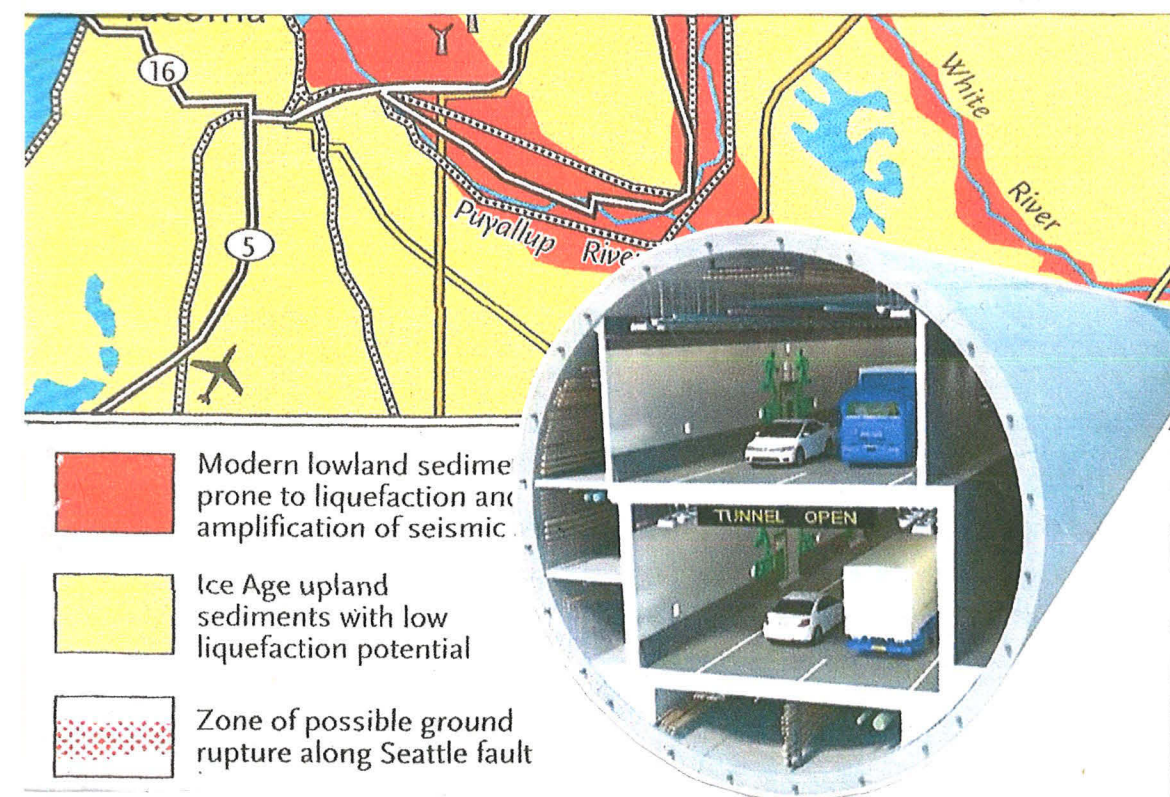 Tacoma
16
White
River
Puyallup River
5
Modern lowland sedime
prone to liquefaction and
amplification of seismic
TUNNEL OPEN
Ice Age upland
sediments with low
liquefaction potential
Zone of possible ground
rupture along Seattle fault